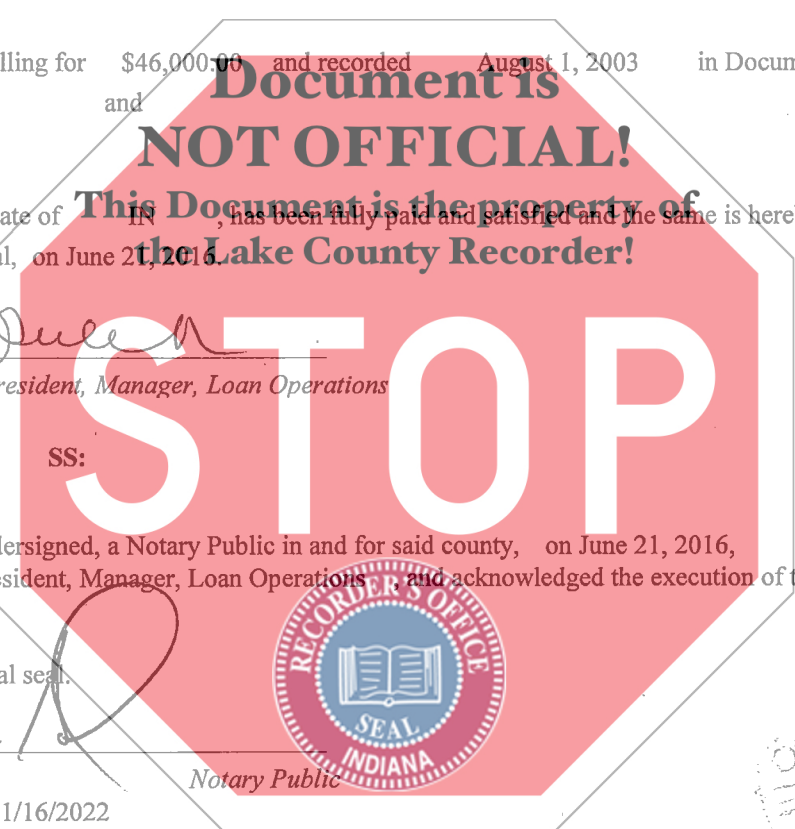 lling for $46,000.00 and recorded August 1, 2003 in Docum
Document is
and
NOT OFFICIAL!
This Document is the property of
ate of IN , has been fully paid and satisfied and the same is here
al, on June 21, 2016.
the Lake County Recorder!
resident, Manager, Loan Operations
STOP
SS:
dersigned, a Notary Public in and for said county, on June 21, 2016,
esident, Manager, Loan Operations , and acknowledged the execution of t
RECORDER'S OFFICE
al seal.
SEAL
INDIANA
Notary Public
1/16/2022